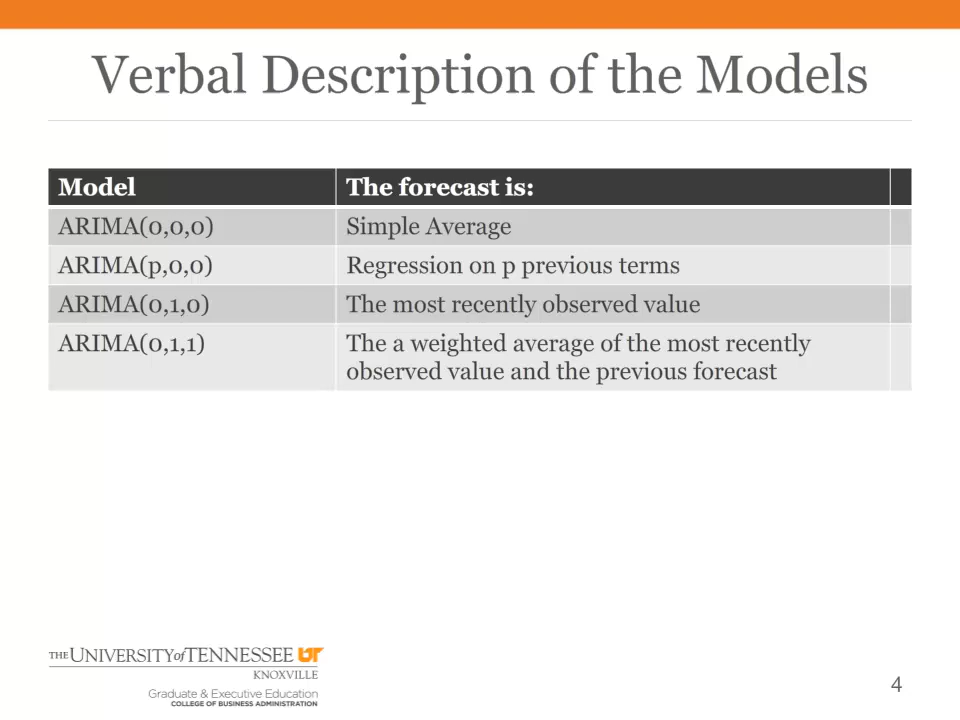 Verbal Description of the Models
Model The forecast is:
ARIMA(0,0,0) Simple Average
ARIMA(p,0,0) Regression on p previous terms
ARIMA(0,1,0) The most recently observed value
ARIMA(0,1,1) The a weighted average of the most recently
observed value and the previous forecast
THE UNIVERSITY of TENNESSEE UT
KNOXVILLE
Graduate & Executive Education
COLLEGE OF BUSINESS ADMINISTRATION
4